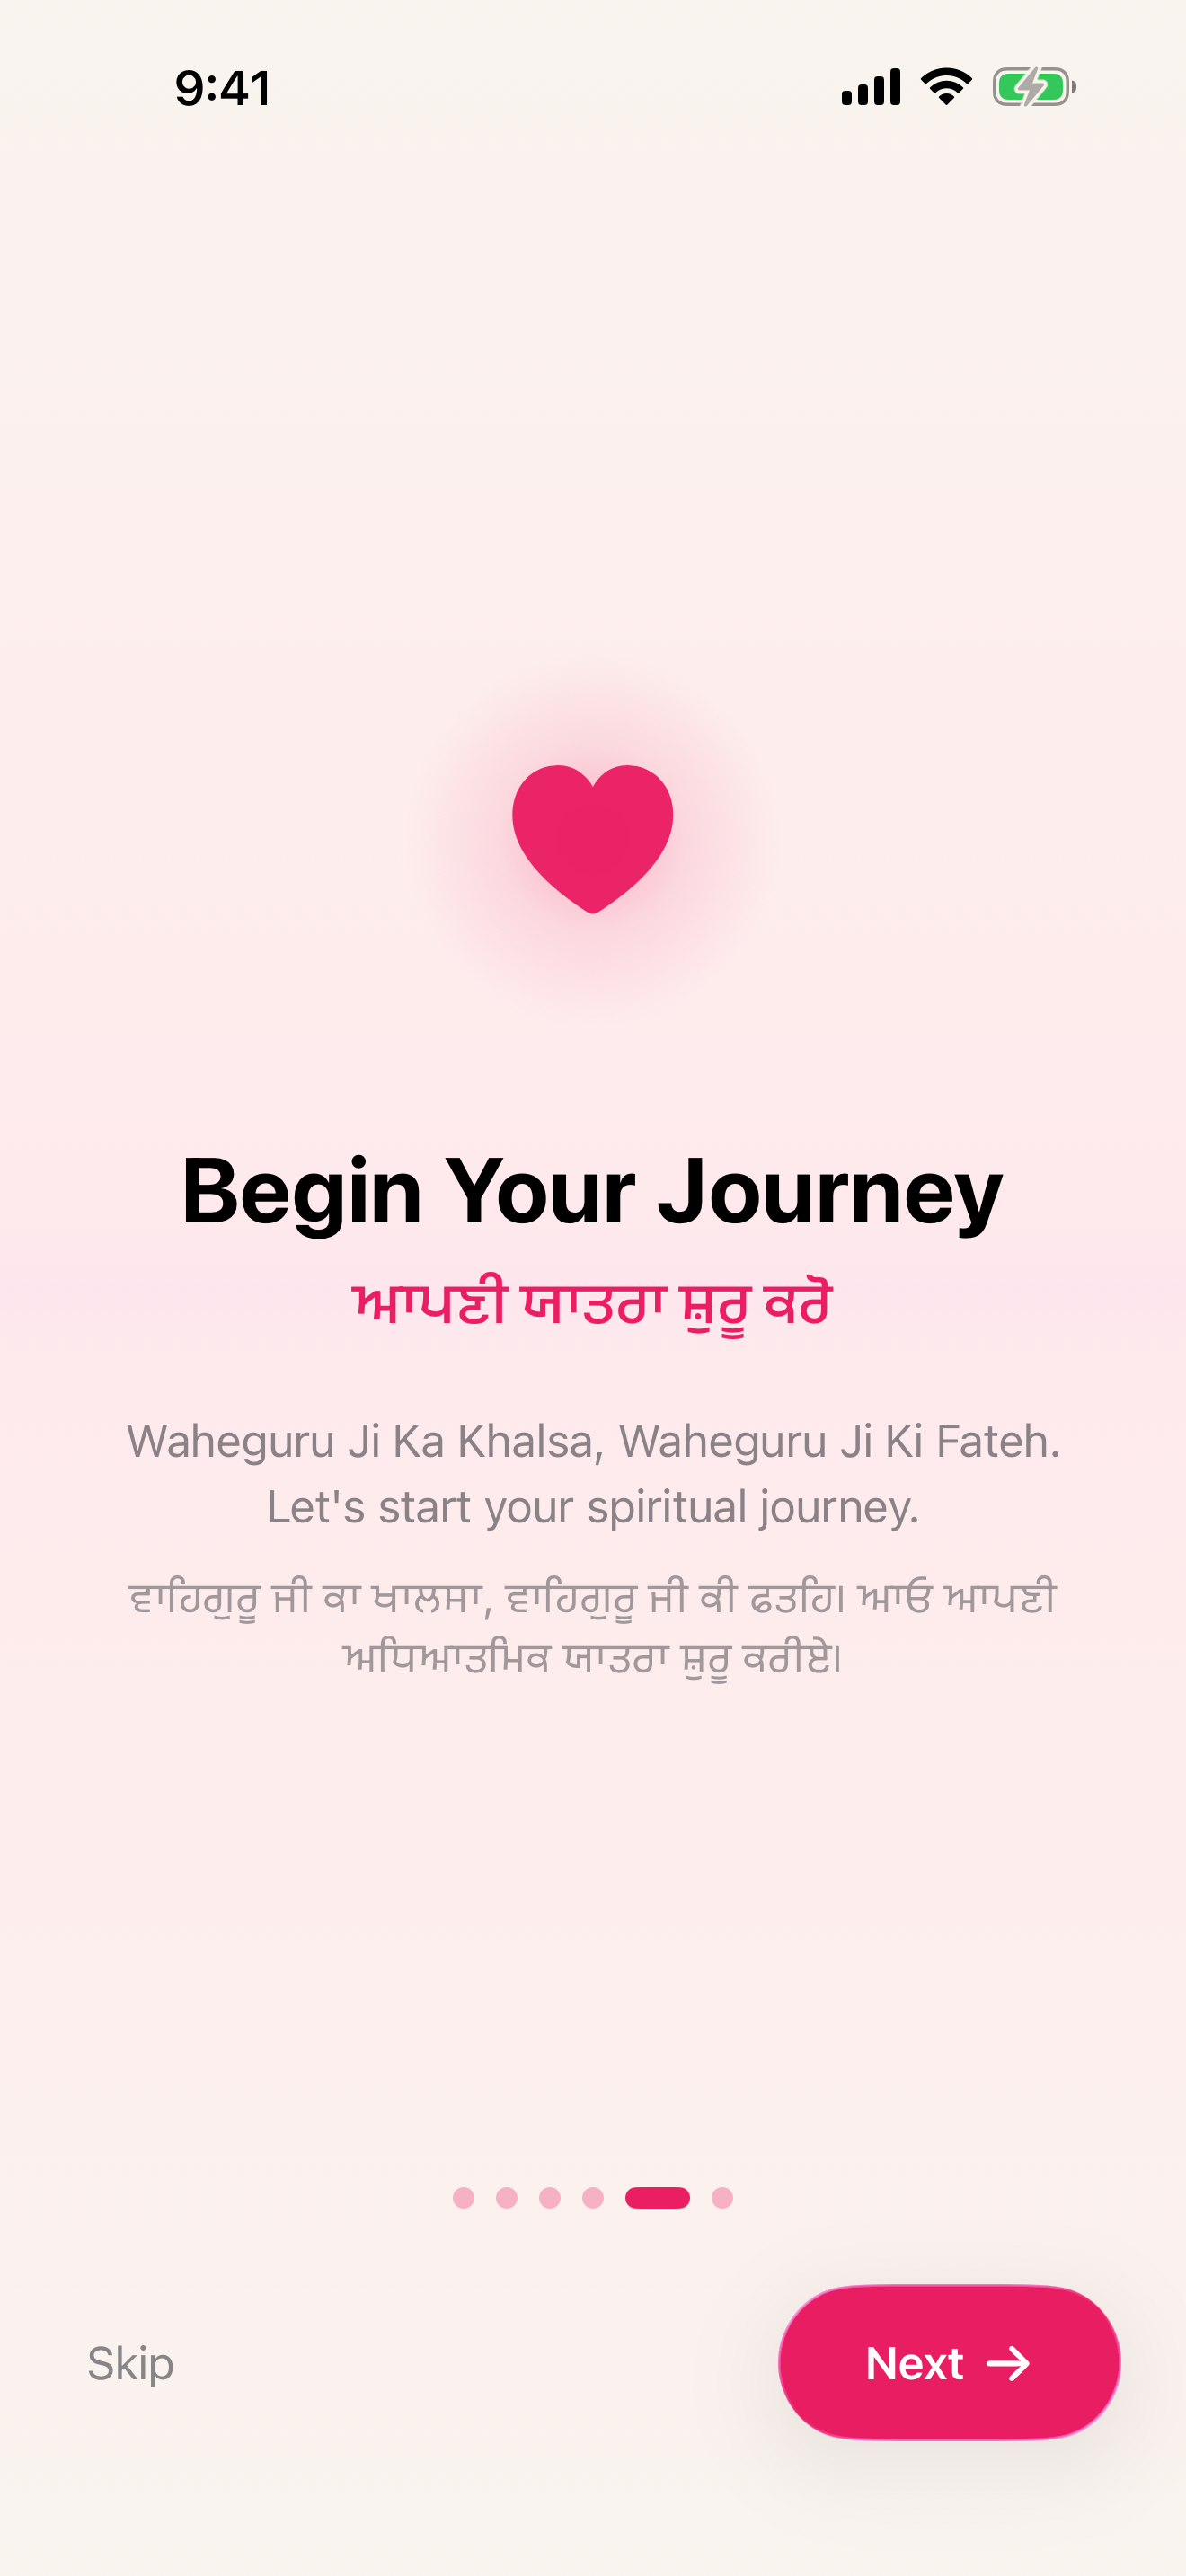 9:41
Begin Your Journey
ਆਪਣੀ ਯਾਤਰਾ ਸ਼ੁਰੂ ਕਰੋ
Waheguru Ji Ka Khalsa, Waheguru Ji Ki Fateh.
Let's start your spiritual journey.
ਵਾਹਿਗੁਰੂ ਜੀ ਕਾ ਖਾਲਸਾ, ਵਾਹਿਗੁਰੂ ਜੀ ਕੀ ਫਤਹਿ। ਆਓ ਆਪਣੀ
ਅਧਿਆਤਮਿਕ ਯਾਤਰਾ ਸ਼ੁਰੂ ਕਰੀਏ।
Skip
Next →